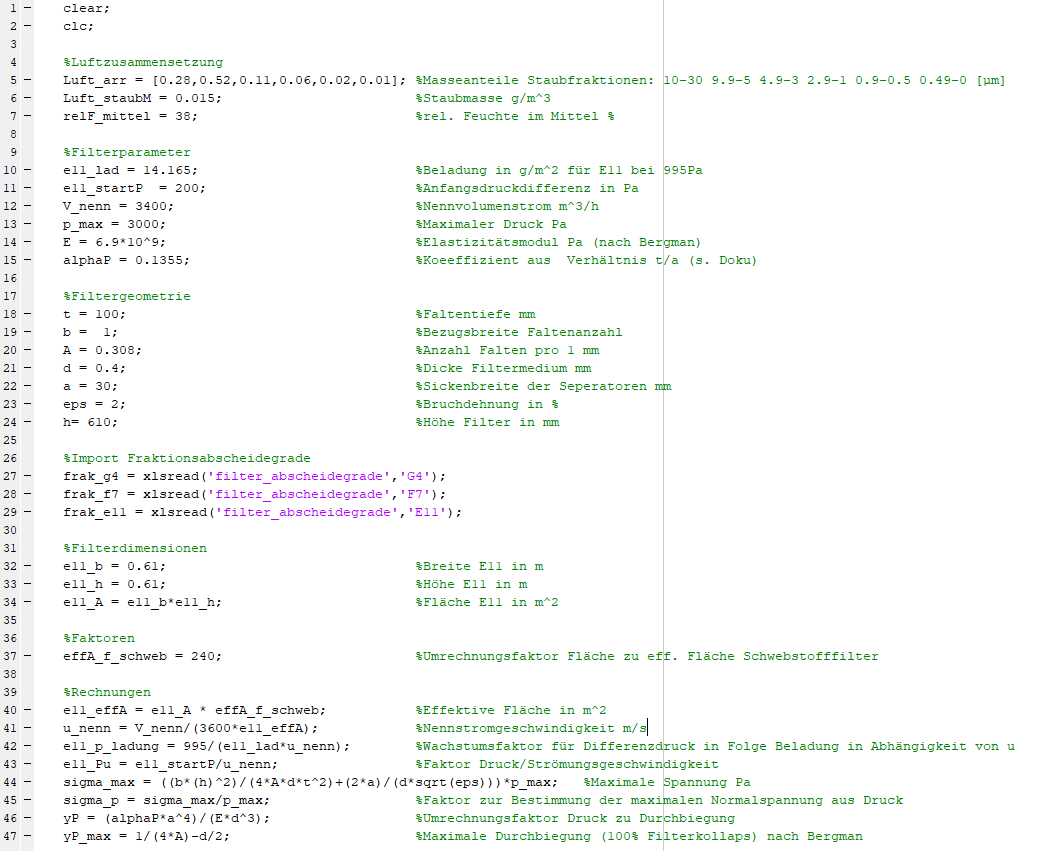 1 – clear;
2 – clc;
3
4 %Luftzusammensetzung
5 – Luft_arr = [0.28,0.52,0.11,0.06,0.02,0.01]; %Masseanteile Staubfraktionen: 10-30 9.9-5 4.9-3 2.9-1 0.9-0.5 0.49-0 [µm]
6 – Luft_staubM = 0.015; %Staubmasse g/m^3
7 – relF_mittel = 38; %rel. Feuchte im Mittel %
8
9 %Filterparameter
10 – e11_lad = 14.165; %Beladung in g/m^2 für E11 bei 995Pa
11 – e11_startP  = 200; %Anfangsdruckdifferenz in Pa
12 – V_nenn = 3400; %Nennvolumenstrom m^3/h
13 – p_max = 3000; %Maximaler Druck Pa
14 – E = 6.9*10^9; %Elastizitätsmodul Pa (nach Bergman)
15 – alphaP = 0.1355; %Koeeffizient aus  Verhältnis t/a (s. Doku)
16
17 %Filtergeometrie
18 – t = 100; %Faltentiefe mm
19 – b =  1; %Bezugsbreite Faltenanzahl
20 – A = 0.308; %Anzahl Falten pro 1 mm
21 – d = 0.4; %Dicke Filtermedium mm
22 – a = 30; %Sickenbreite der Seperatoren mm
23 – eps = 2; %Bruchdehnung in %
24 – h= 610; %Höhe Filter in mm
25
26 %Import Fraktionsabscheidegrade
27 – frak_g4 = xlsread('filter_abscheidegrade','G4');
28 – frak_f7 = xlsread('filter_abscheidegrade','F7');
29 – frak_e11 = xlsread('filter_abscheidegrade','E11');
30
31 %Filterdimensionen
32 – e11_b = 0.61; %Breite E11 in m
33 – e11_h = 0.61; %Höhe E11 in m
34 – e11_A = e11_b*e11_h; %Fläche E11 in m^2
35
36 %Faktoren
37 – effA_f_schweb = 240; %Umrechnungsfaktor Fläche zu eff. Fläche Schwebstofffilter
38
39 %Rechnungen
40 – e11_effA = e11_A * effA_f_schweb; %Effektive Fläche in m^2
41 – u_nenn = V_nenn/(3600*e11_effA); %Nennstromgeschwindigkeit m/s
42 – e11_p_ladung = 995/(e11_lad*u_nenn); %Wachstumsfaktor für Differenzdruck in Folge Beladung in Abhängigkeit von u
43 – e11_Pu = e11_startP/u_nenn; %Faktor Druck/Strömungsgeschwindigkeit
44 – sigma_max = ((b*(h)^2)/(4*A*d*t^2)+(2*a)/(d*sqrt(eps)))*p_max; %Maximale Spannung Pa
45 – sigma_p = sigma_max/p_max; %Faktor zur Bestimmung der maximalen Normalspannung aus Druck
46 – yP = (alphaP*a^4)/(E*d^3); %Umrechnungsfaktor Druck zu Durchbiegung
47 – yP_max = 1/(4*A)-d/2; %Maximale Durchbiegung (100% Filterkollaps) nach Bergman